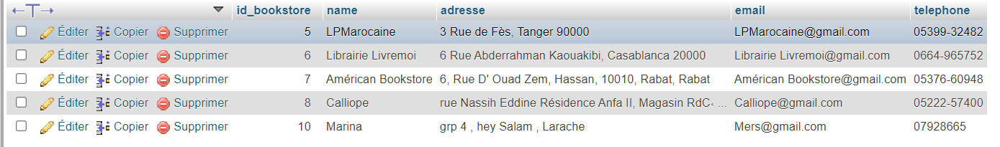 id_bookstore name adresse email telephone
Éditer Copier Supprimer 5 LPMarocaine 3 Rue de Fès, Tanger 90000 LPMarocaine@gmail.com 05399-32482
Éditer Copier Supprimer 6 Librairie Livremoi 6 Rue Abderrahman Kaouakibi, Casablanca 20000 Librairie Livremoi@gmail.com 0664-965752
Éditer Copier Supprimer 7 Américan Bookstore 6, Rue D' Ouad Zem, Hassan, 10010, Rabat, Rabat Américan Bookstore@gmail.com 05376-60948
Éditer Copier Supprimer 8 Calliope rue Nassih Eddine Résidence Anfa II, Magasin RdC ... Calliope@gmail.com 05222-57400
Éditer Copier Supprimer 10 Marina grp 4 , hey Salam , Larache Mers@gmail.com 07928665